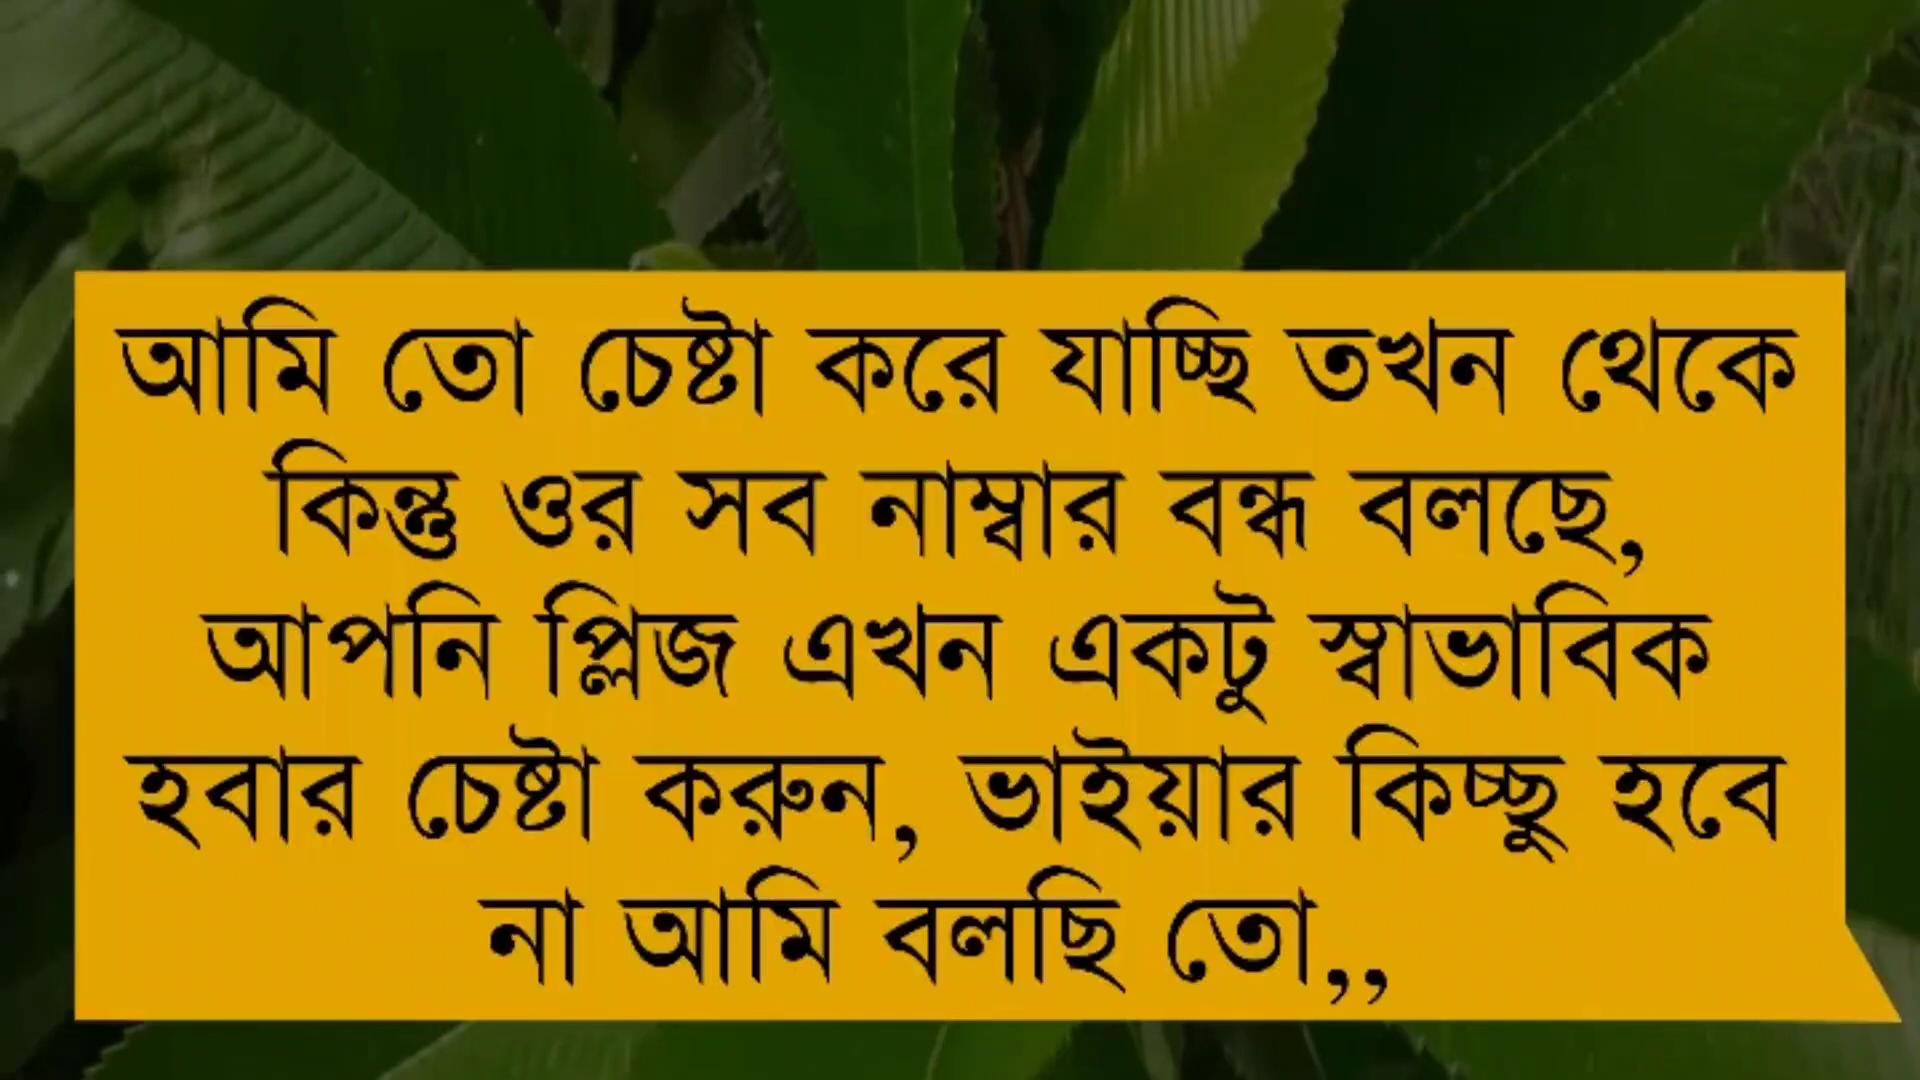 আমি তো চেষ্টা করে যাচ্ছি তখন থেকে
কিন্তু ওর সব নাম্বার বন্ধ বলছে,
আপনি প্লিজ এখন একটু স্বাভাবিক
হবার চেষ্টা করুন, ভাইয়ার কিচ্ছু হবে
না আমি বলছি তো,,